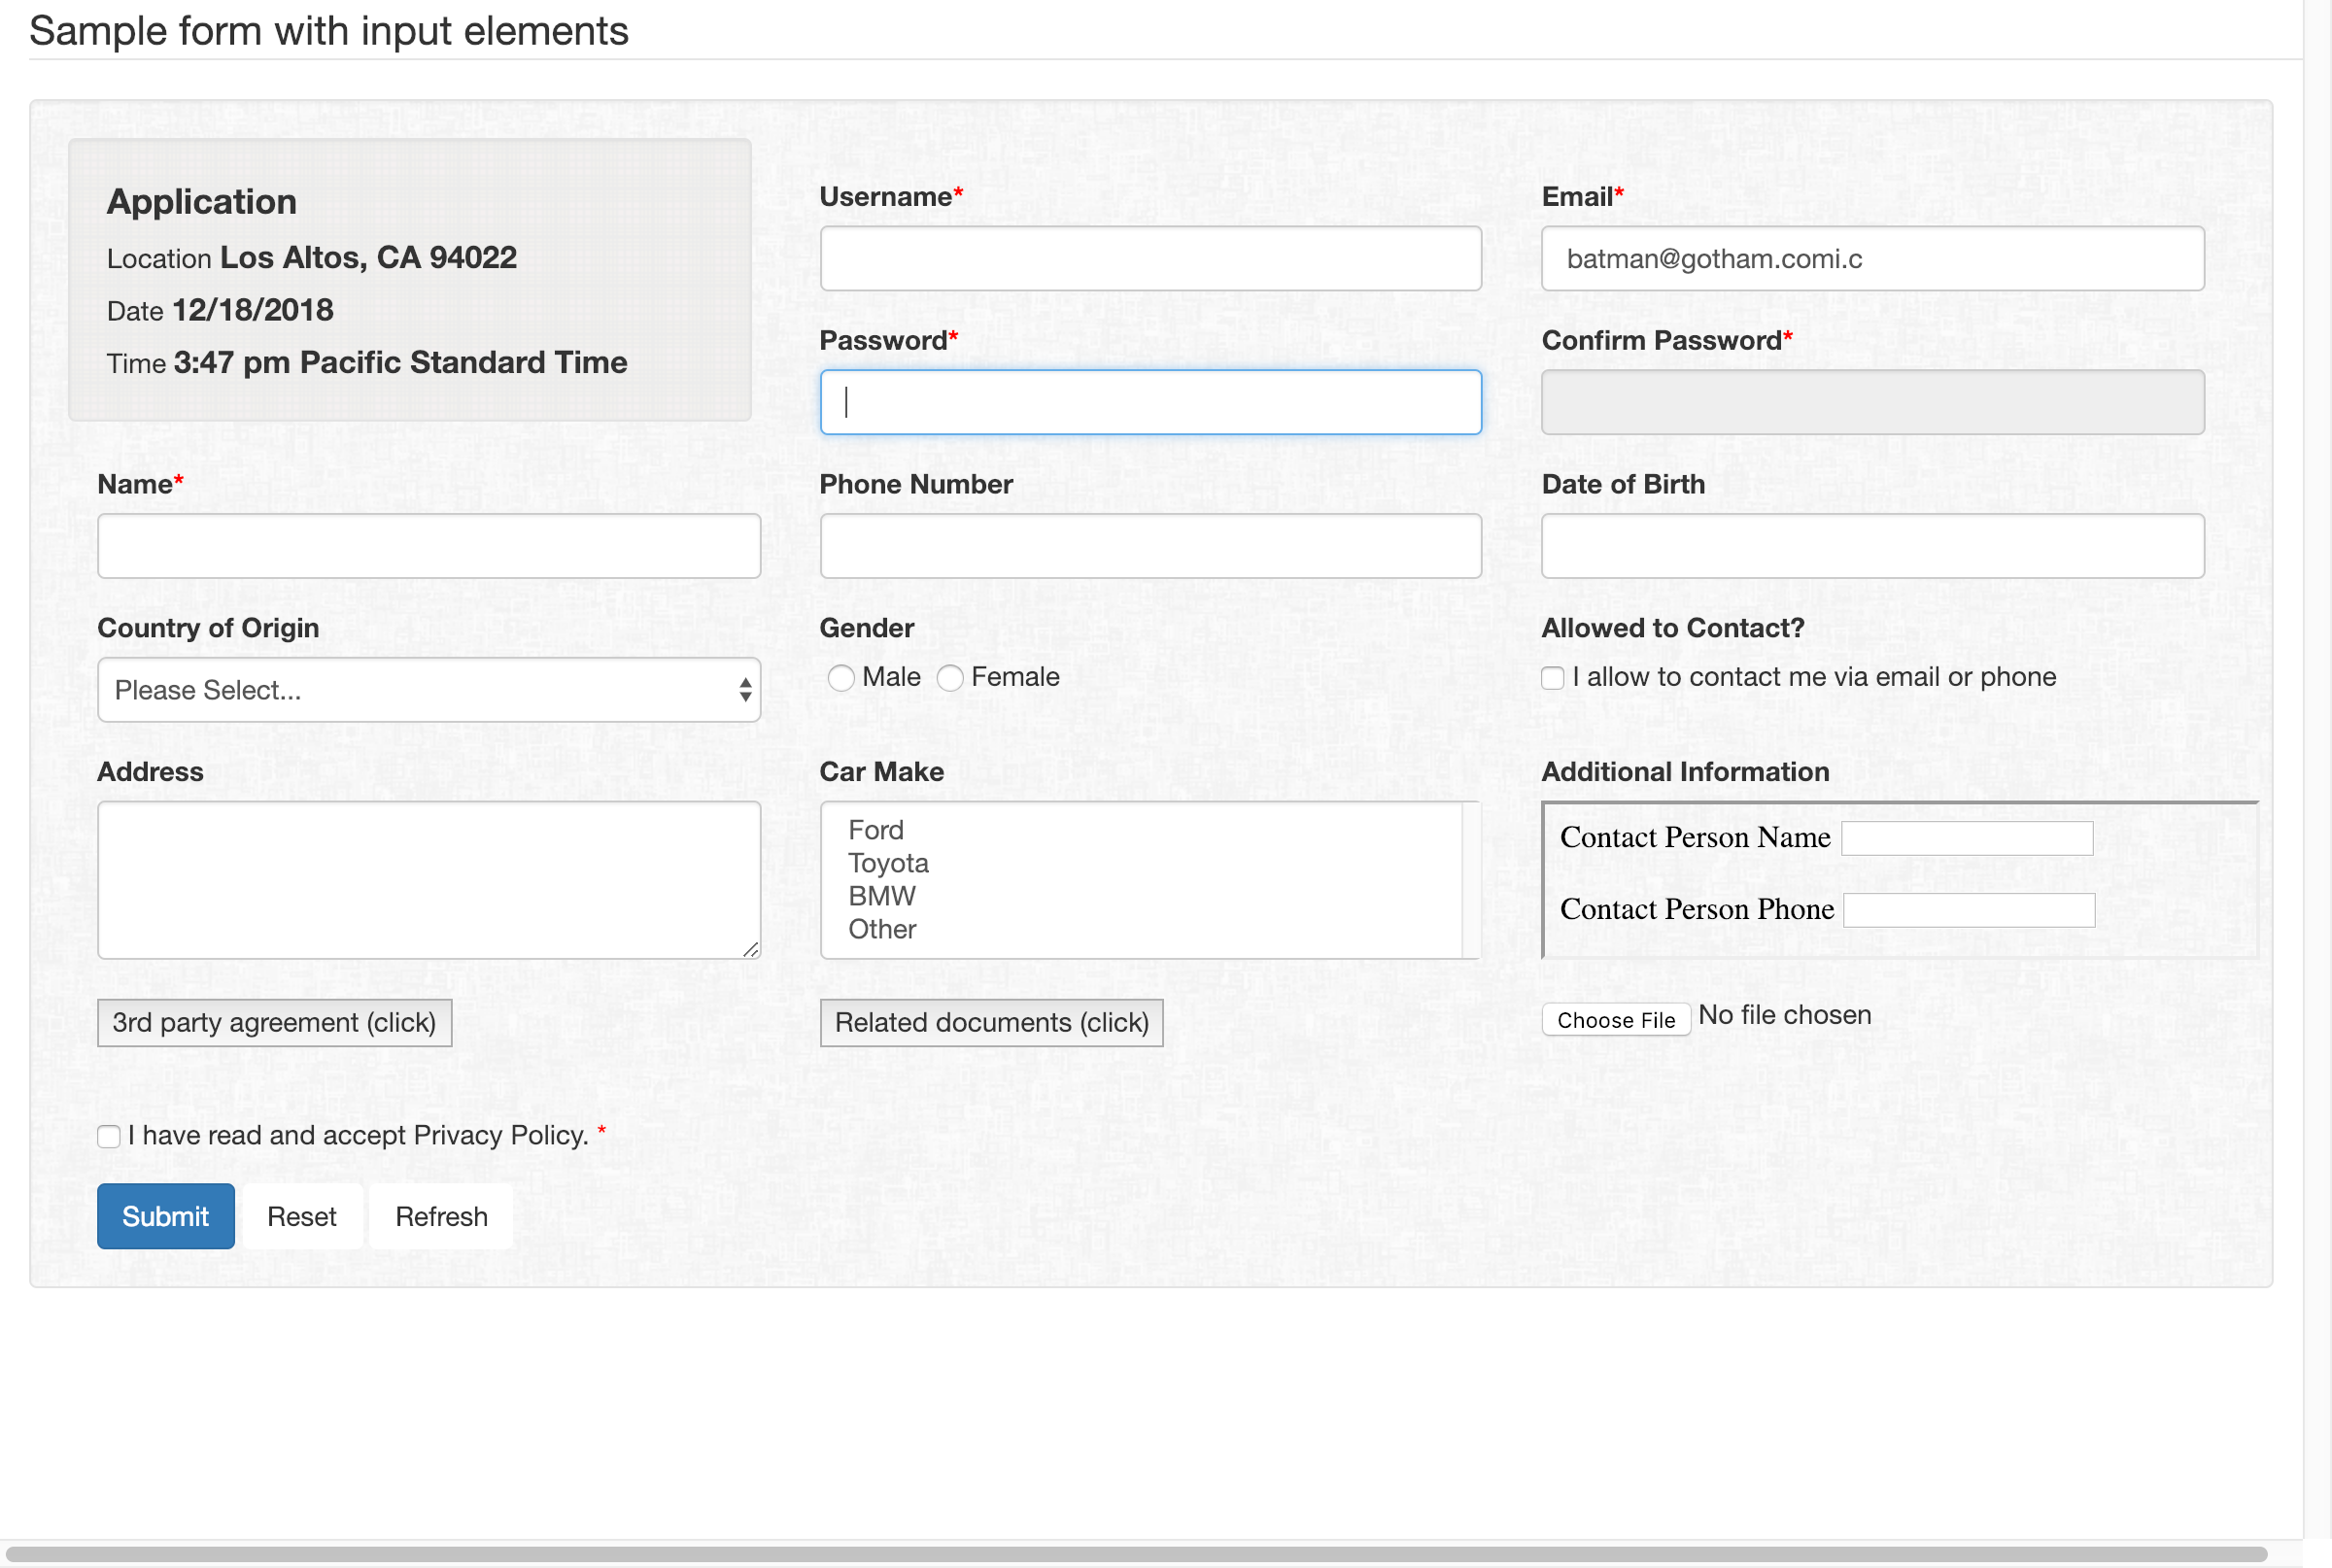 Sample form with input elements
Application
Location Los Altos, CA 94022
Date 12/18/2018
Time 3:47 pm Pacific Standard Time
Username*
Email*
batman@gotham.comi.c
Password*
Confirm Password*
Name*
Phone Number
Date of Birth
Country of Origin
Please Select...
Gender
Male Female
Allowed to Contact?
I allow to contact me via email or phone
Address
Car Make
Ford
Toyota
BMW
Other
Additional Information
Contact Person Name
Contact Person Phone
3rd party agreement (click)
Related documents (click)
Choose File No file chosen
I have read and accept Privacy Policy. *
Submit Reset Refresh